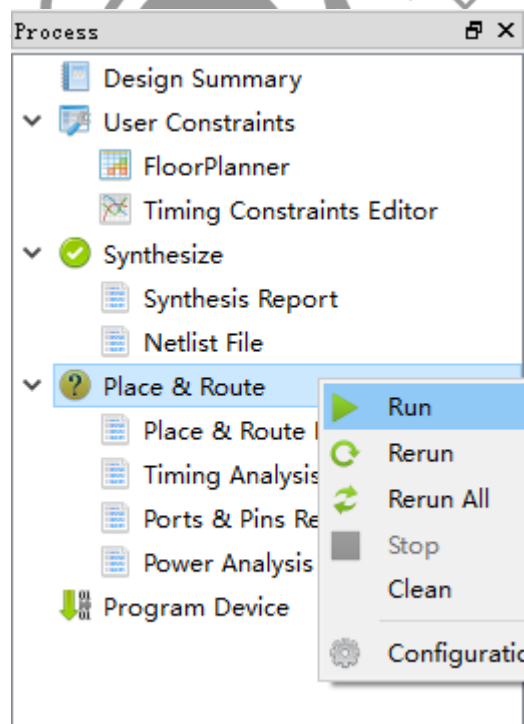 Process
Design Summary
User Constraints
FloorPlanner
Timing Constraints Editor
Synthesize
Synthesis Report
Netlist File
Place & Route
Place & Route
Timing Analysis
Ports & Pins
Power Analysis
Program Device
Run
Rerun
Rerun All
Stop
Clean